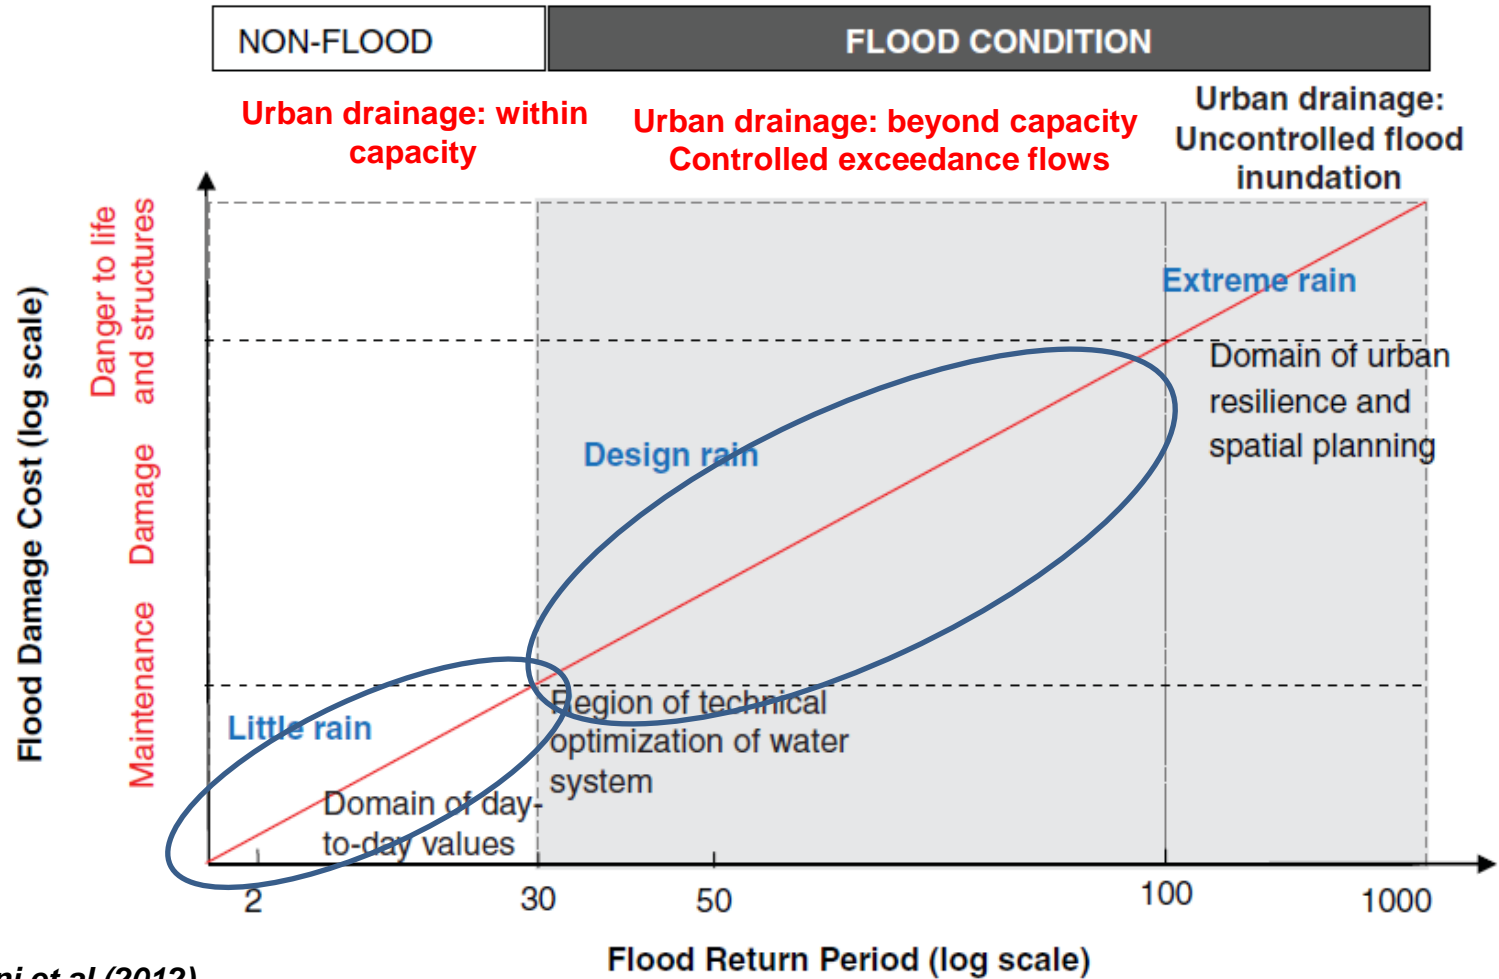 NON-FLOOD
FLOOD CONDITION
Urban drainage: within
capacity
Urban drainage: beyond capacity
Controlled exceedance flows
Urban drainage:
Uncontrolled flood
inundation
Flood Damage Cost (log scale)
Danger to life
and structures
Damage
Maintenance
Extreme rain
Domain of urban
resilience and
spatial planning
Design rain
Region of technical
optimization of water
system
Little rain
Domain of day-
to-day values
2
30
50
100
1000
Flood Return Period (log scale)
et al (2012)